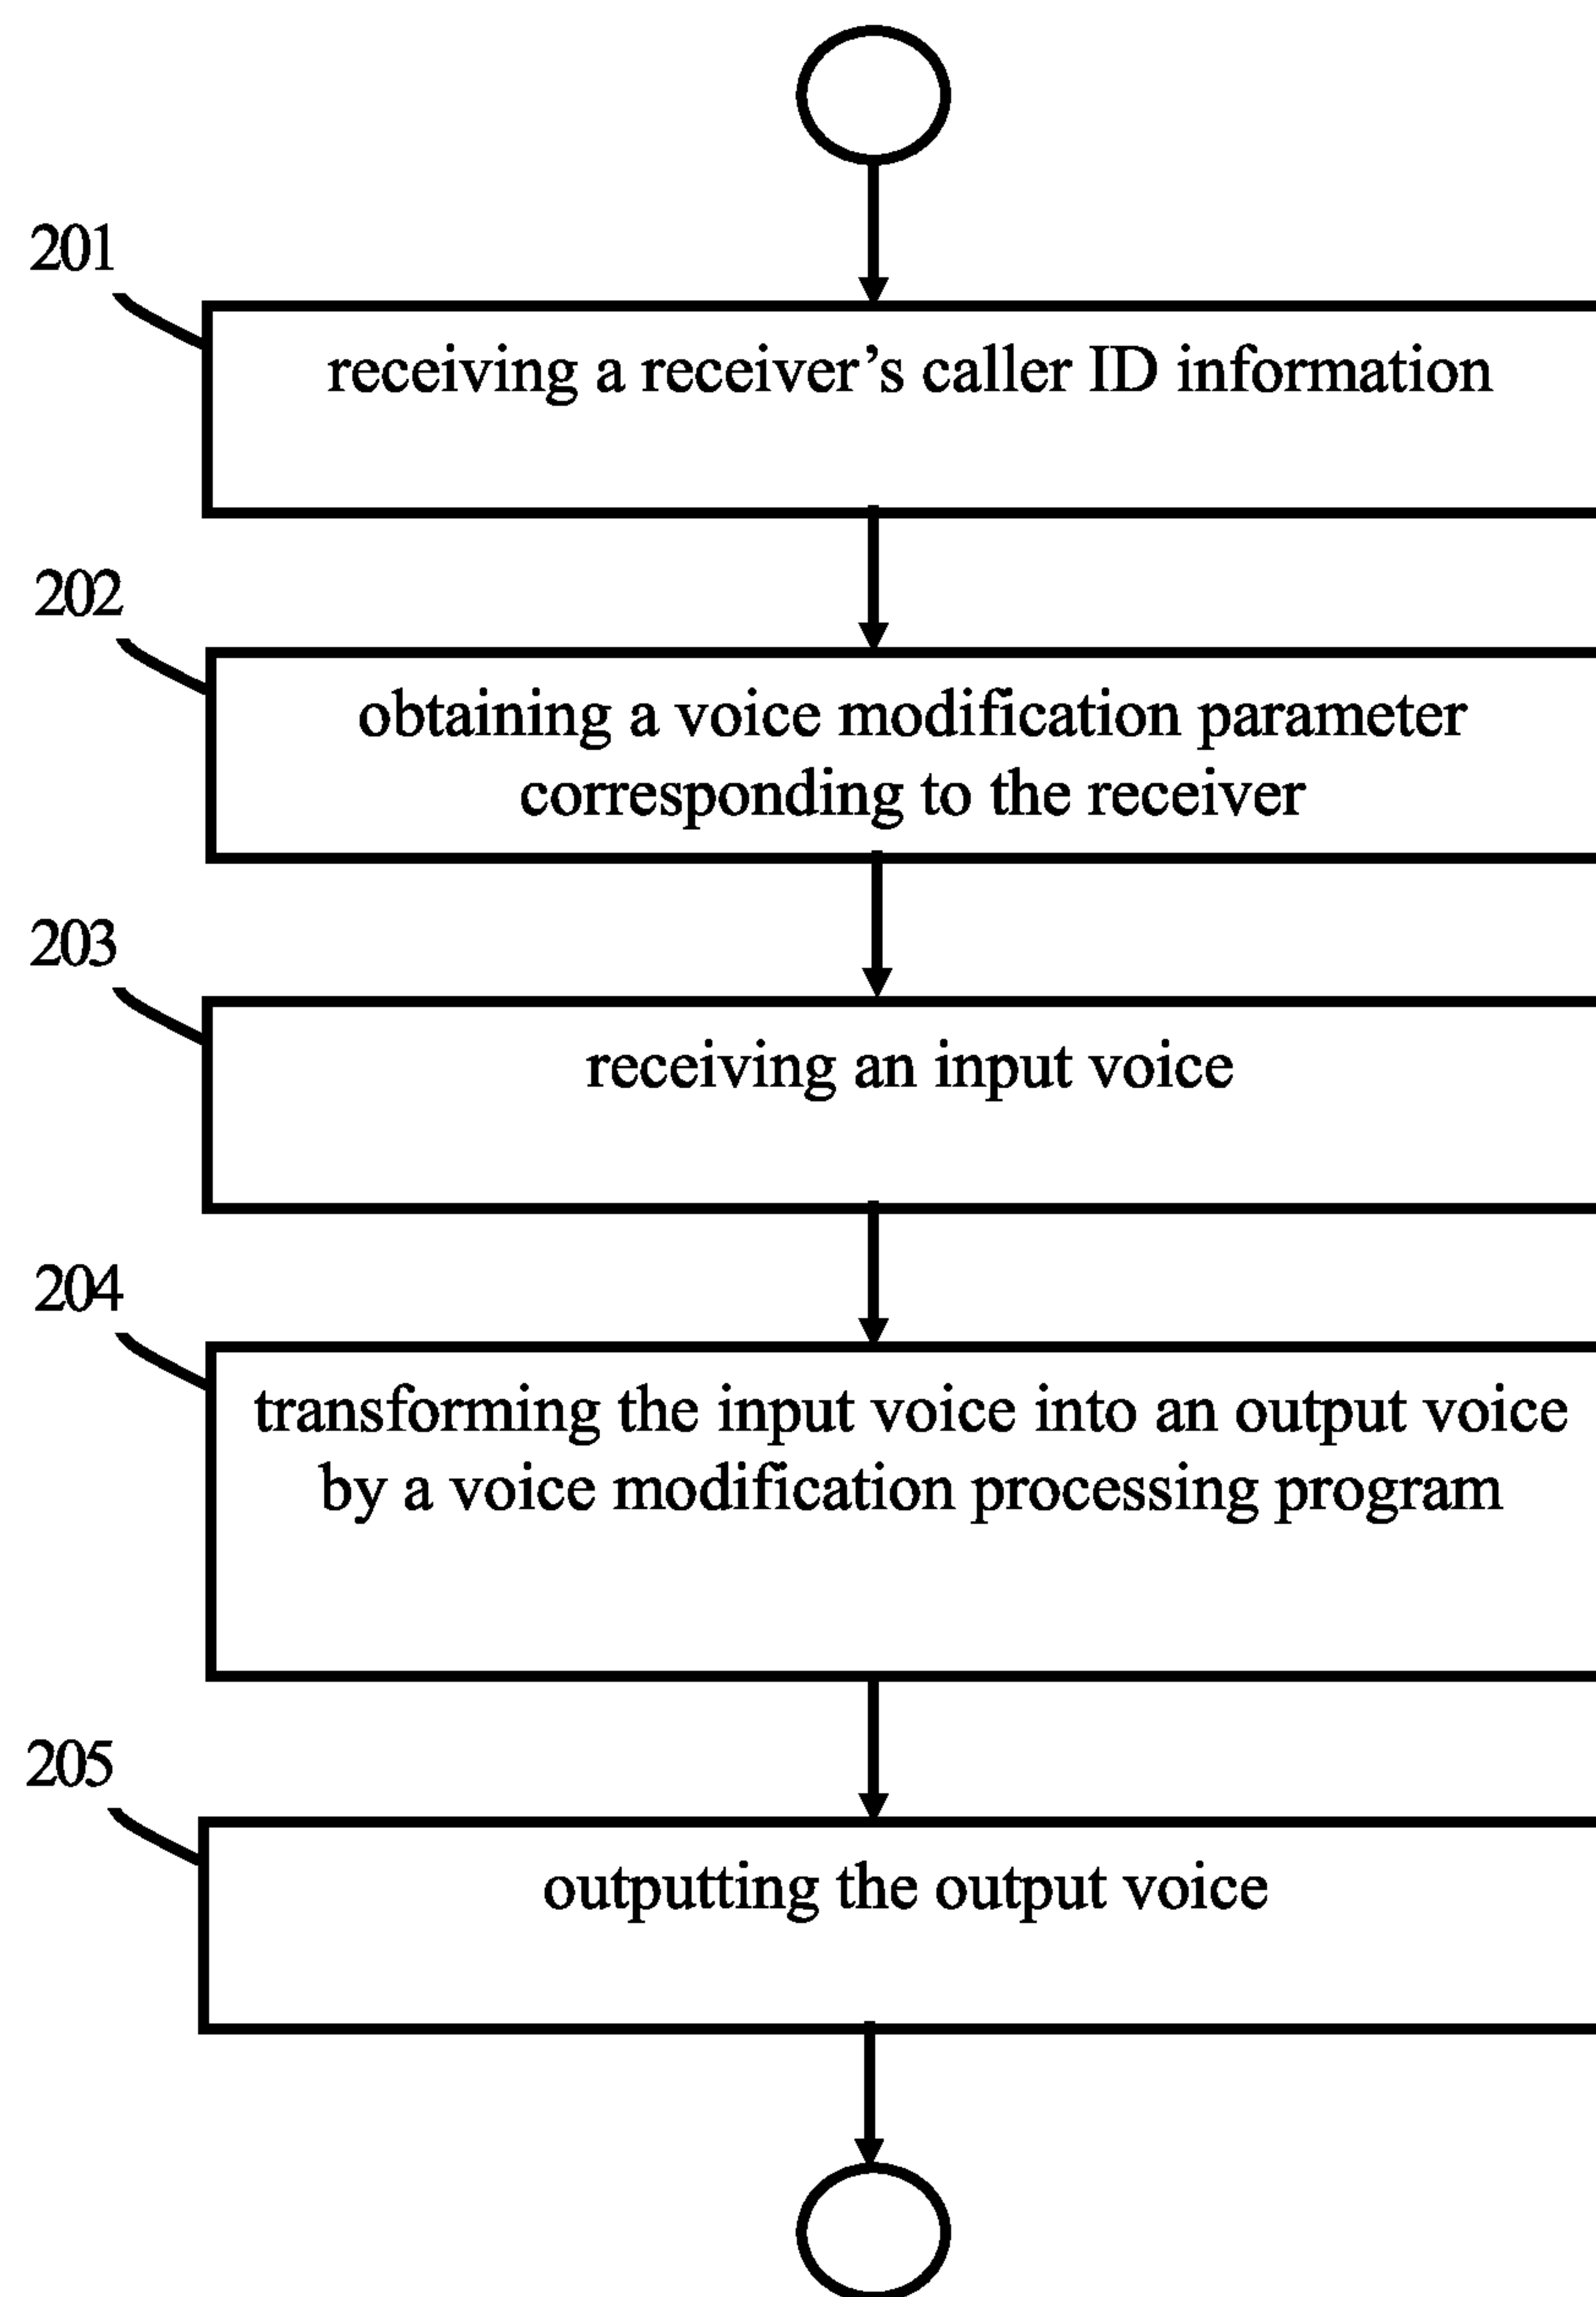 201
receiving a receiver’s caller ID information
202
obtaining a voice modification parameter
corresponding to the receiver
203
receiving an input voice
204
transforming the input voice into an output voice
by a voice modification processing program
205
outputting the output voice